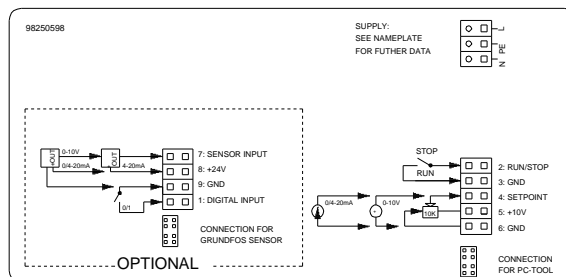 98250598
SUPPLY:
SEE NAMEPLATE
FOR FUTHER DATA
L
PE
N
+OUT
0-10V
0/4-20mA
+OUT
4-20mA
7: SENSOR INPUT
8: +24V
9: GND
1: DIGITAL INPUT
0/1
CONNECTION FOR
GRUNDFOS SENSOR
OPTIONAL
STOP
RUN
2: RUN/STOP
3: GND
4: SETPOINT
5: +10V
6: GND
0/4-20mA
0-10V
10K
CONNECTION
FOR PC-TOOL